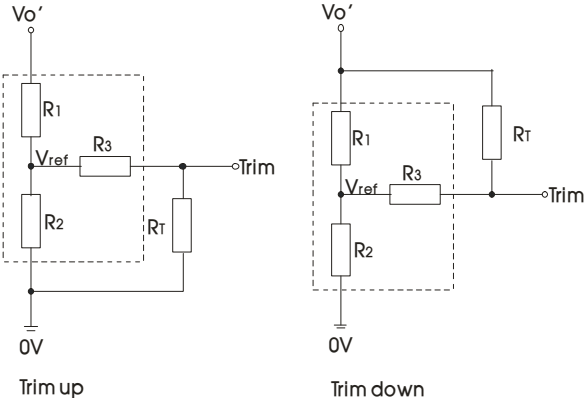 Vo'
R1
Vref
R3
Trim
R2
RT
0V
Trim up
Vo'
R1
RT
Vref
R3
Trim
R2
0V
Trim down